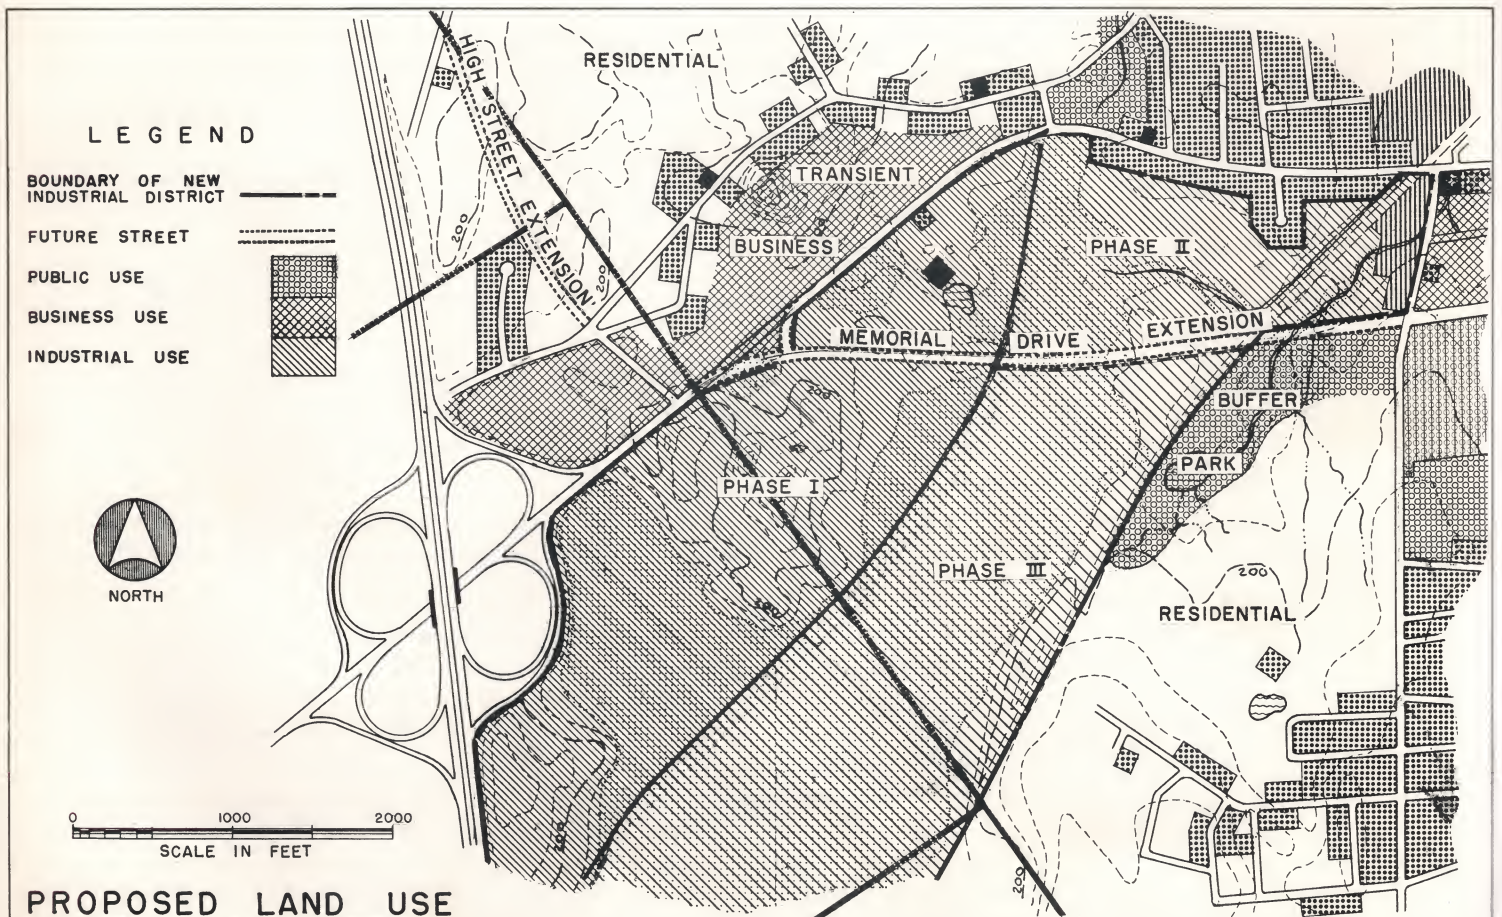 LEGEND
BOUNDARY OF NEW
INDUSTRIAL DISTRICT
FUTURE STREET
PUBLIC USE
BUSINESS USE
INDUSTRIAL USE
NORTH
0 1000 2000
SCALE IN FEET
PROPOSED LAND USE
HIGH STREET EXTENSION
RESIDENTIAL
200
200
TRANSIENT
BUSINESS
PHASE II
MEMORIAL DRIVE EXTENSION
200
BUFFER
PARK
PHASE I
PHASE III
200
RESIDENTIAL
200
200